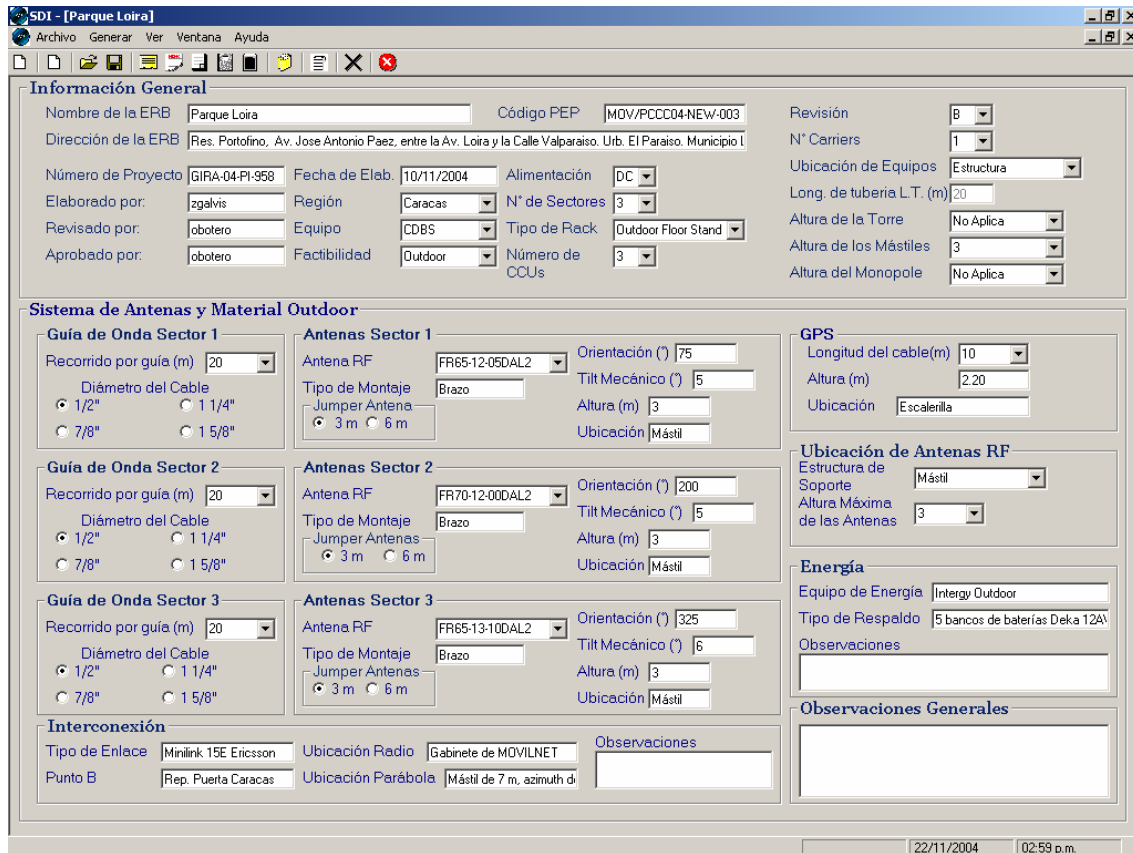 SDI - [Parque Loira]
Archivo Generar Ver Ventana Ayuda
Información General
Nombre de la ERB Parque Loira Código PEP MOV/PCCC04-NEW-003 Revisión B
Dirección de la ERB Res. Portofino, Av. Jose Antonio Paez, entre la Av. Loira y la Calle Valparaiso. Urb. El Paraiso. Municipio L N° Carriers 1
Ubicación de Equipos Estructura
Número de Proyecto GIRA-04-PI-958 Fecha de Elab. 10/11/2004 Alimentación DC
Long. de tuberia L.T. (m) 20
Elaborado por: zgalvis Región Caracas N° de Sectores 3
Altura de la Torre No Aplica
Revisado por: obotero Equipo CDBS Tipo de Rack Outdoor Floor Stand
Altura de los Mástiles 3
Aprobado por: obotero Factibilidad Outdoor Número de CCUs 3
Altura del Monopole No Aplica
Sistema de Antenas y Material Outdoor
Guía de Onda Sector 1
Recorrido por guía (m) 20
Diámetro del Cable
1/2" 1 1/4"
7/8" 1 5/8"
Antenas Sector 1
Antena RF FR65-12-05DAL2 Orientación (°) 75
Tipo de Montaje Brazo Tilt Mecánico (°) 5
Jumper Antena Altura (m) 3
3 m 6 m Ubicación Mástil
GPS
Longitud del cable(m) 10
Altura (m) 2.20
Ubicación Escalerilla
Guía de Onda Sector 2
Recorrido por guía (m) 20
Diámetro del Cable
1/2" 1 1/4"
7/8" 1 5/8"
Antenas Sector 2
Antena RF FR70-12-00DAL2 Orientación (°) 200
Tipo de Montaje Brazo Tilt Mecánico (°) 5
Jumper Antenas Altura (m) 3
3 m 6 m Ubicación Mástil
Ubicación de Antenas RF
Estructura de Soporte Mástil
Altura Máxima de las Antenas 3
Guía de Onda Sector 3
Recorrido por guía (m) 20
Diámetro del Cable
1/2" 1 1/4"
7/8" 1 5/8"
Antenas Sector 3
Antena RF FR65-13-10DAL2 Orientación (°) 325
Tipo de Montaje Brazo Tilt Mecánico (°) 6
Jumper Antenas Altura (m) 3
3 m 6 m Ubicación Mástil
Energía
Equipo de Energía Intergy Outdoor
Tipo de Respaldo 5 bancos de baterías Deka 12AV
Observaciones
Interconexión
Tipo de Enlace Minilink 15E Ericsson Ubicación Radio Gabinete de MOVILNET Observaciones
Punto B Rep. Puerta Caracas Ubicación Parábola Mástil de 7 m, azimuth d
Observaciones Generales
22/11/2004 02:59 p.m.